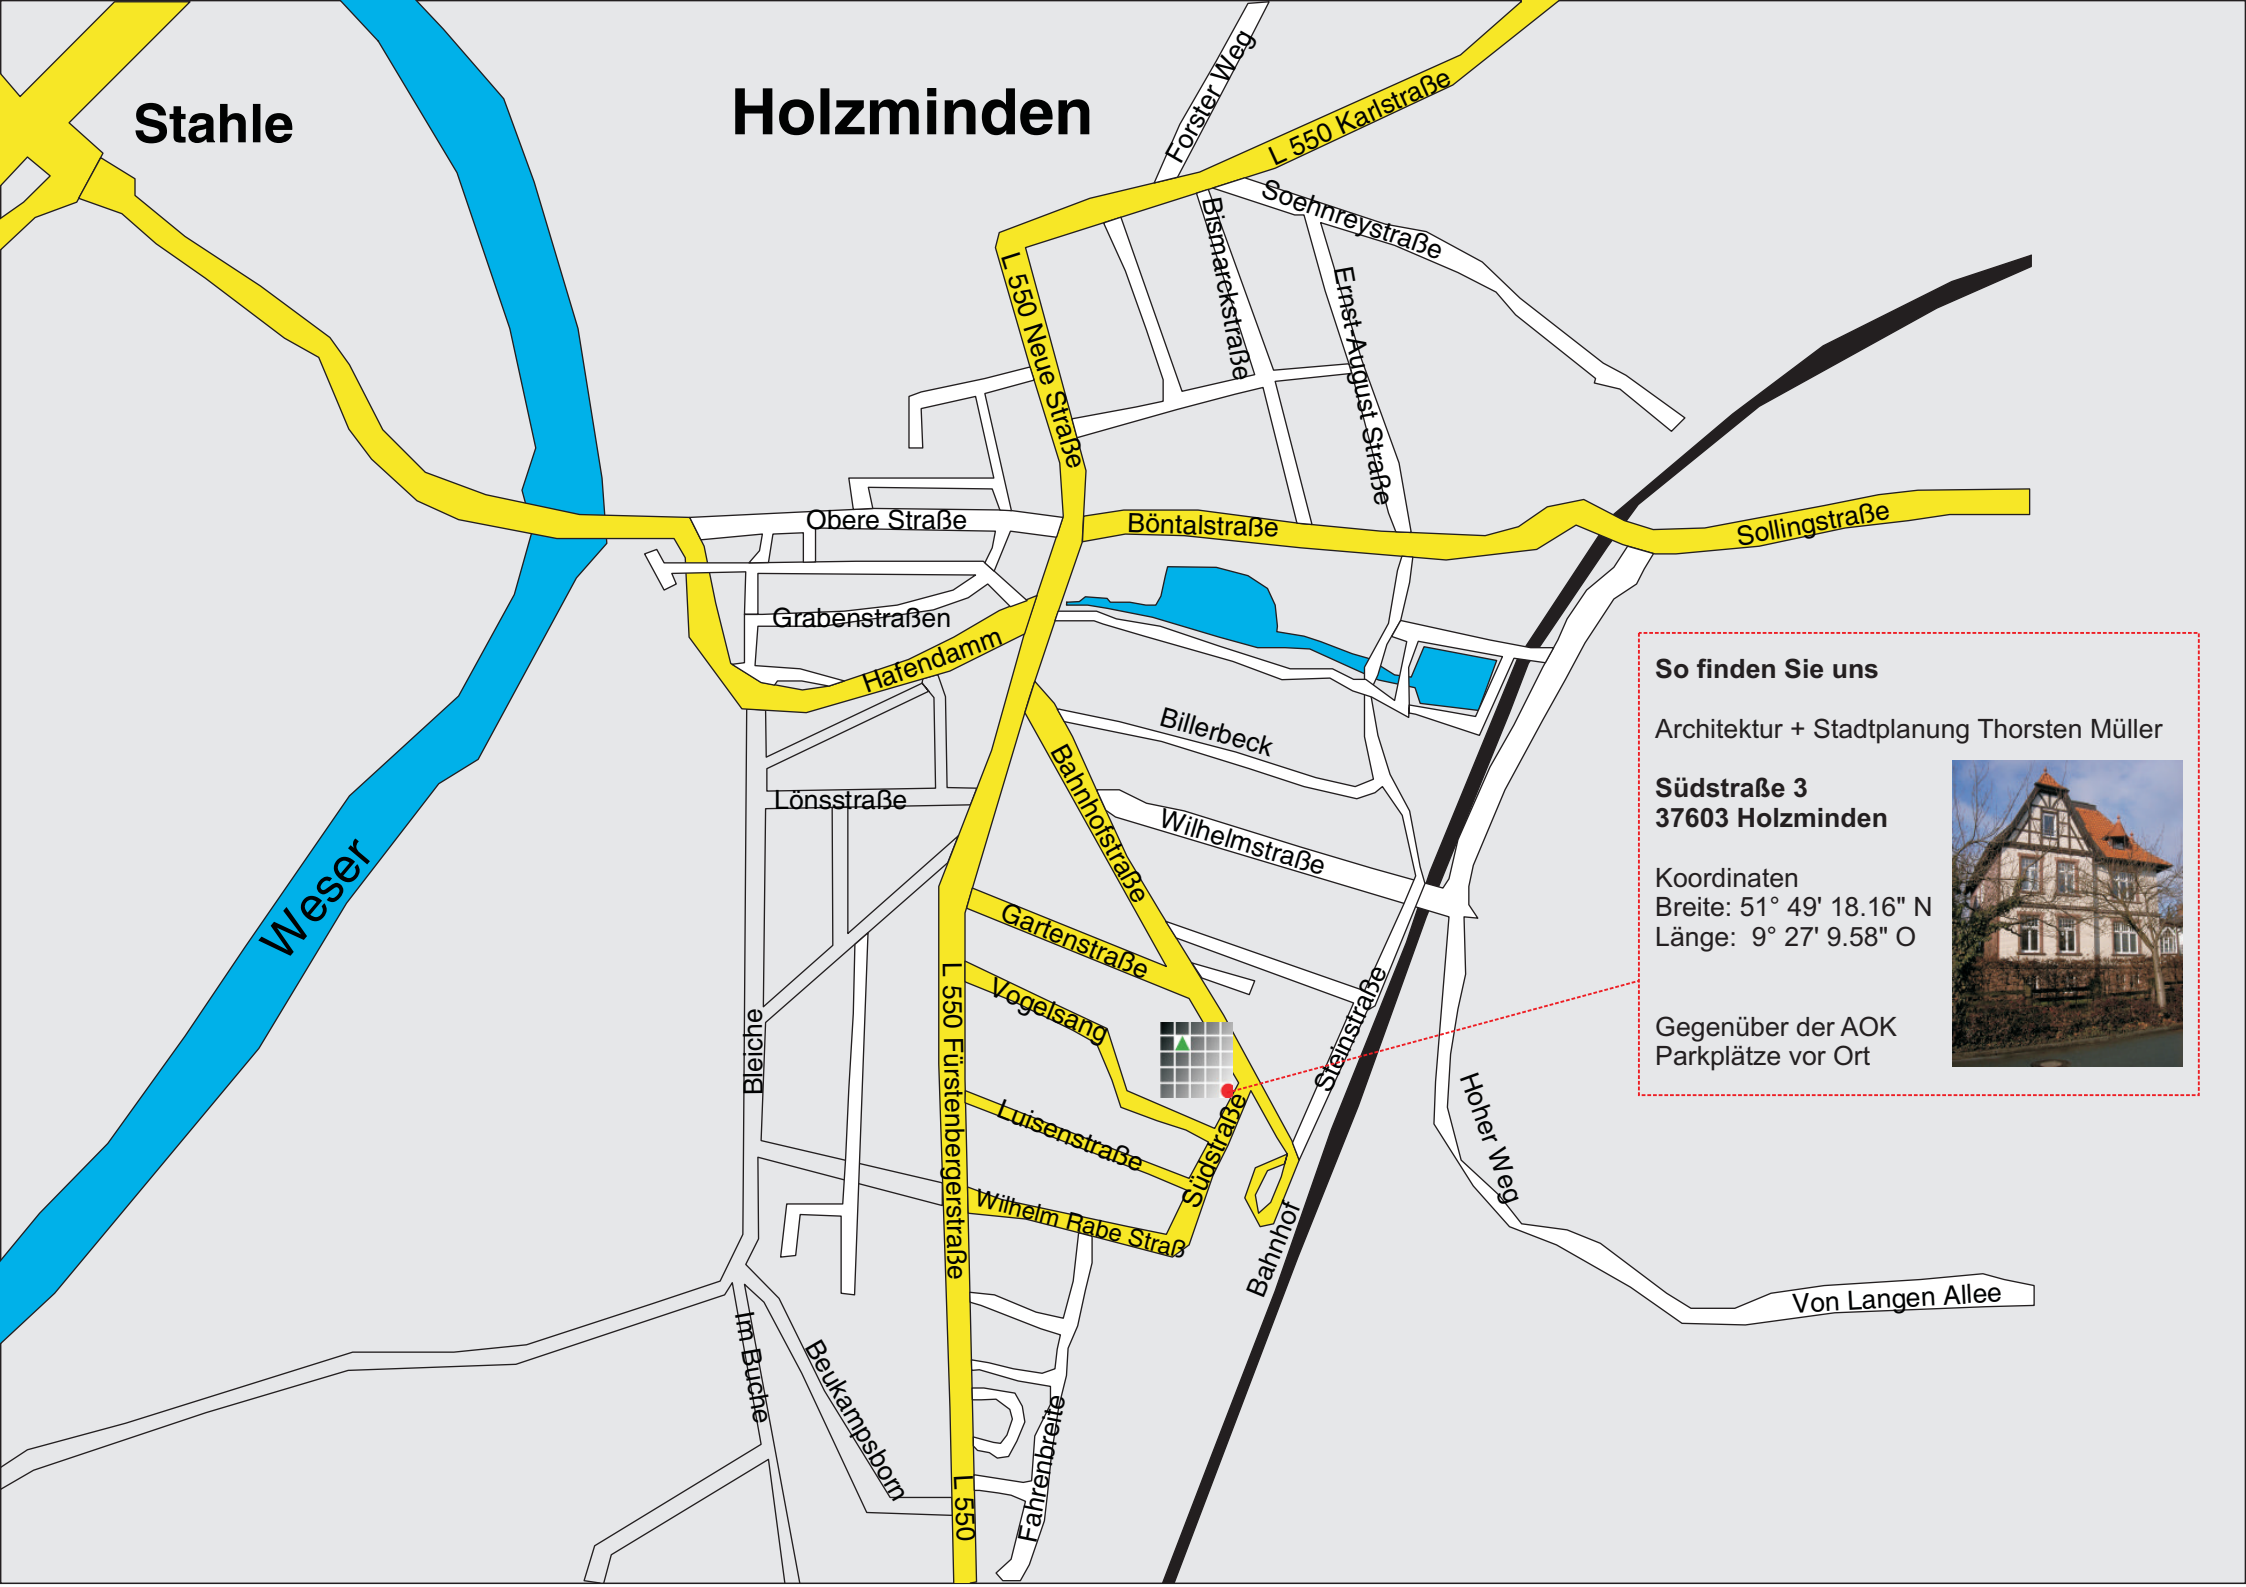 Stahle
Holzminden
Forster Weg
L 550 Karlstraße
Soehnreystraße
Bismarckstraße
L 550 Neue Straße
Ernst-August Straße
Obere Straße
Böntalstraße
Sollingstraße
Grabenstraßen
Hafendamm
Billerbeck
Bahnhofstraße
Lönsstraße
Wilhelmstraße
Weser
Gartenstraße
Vogelsang
L 550 Fürstenbergerstraße
Bleiche
Steinstraße
Luisenstraße
Südstraße
Hoher Weg
Wilhelm Rabe Straß
Bahnhof
Von Langen Allee
Im Buche
Beukampsborn
Fahrenbreite
L 550
So finden Sie uns
Architektur + Stadtplanung Thorsten Müller
Südstraße 3
37603 Holzminden
Koordinaten
Breite: 51° 49' 18.16" N
Länge: 9° 27' 9.58" O
Gegenüber der AOK
Parkplätze vor Ort